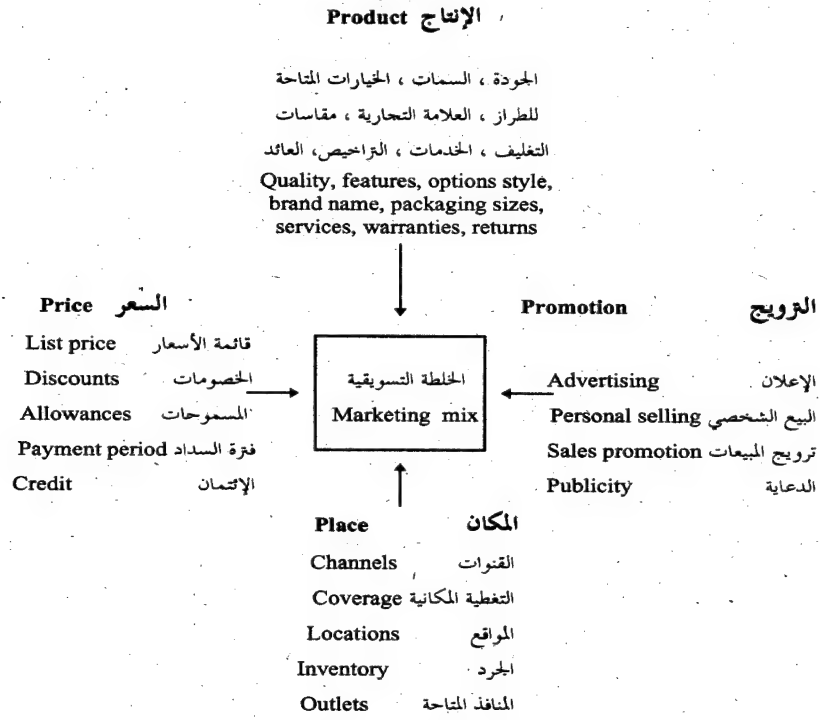 الإنتاج Product
الجودة ، السمات ، الخيارات المتاحة
للطراز ، العلامة التجارية ، مقاسات
التغليف ، الخدمات ، التراخيص، العائد
Quality, features, options style,
brand name, packaging sizes,
services, warranties, returns
السعر Price
قائمة الأسعار List price
الخصومات Discounts
المسموحات Allowances
فترة السداد Payment period
الإئتمان Credit
الخلطة التسويقية
Marketing mix
الترويج Promotion
الإعلان Advertising
البيع الشخصي Personal selling
ترويج المبيعات Sales promotion
الدعاية Publicity
المكان Place
القنوات Channels
التغطية المكانية Coverage
المواقع Locations
الجرد Inventory
المنافذ المتاحة Outlets